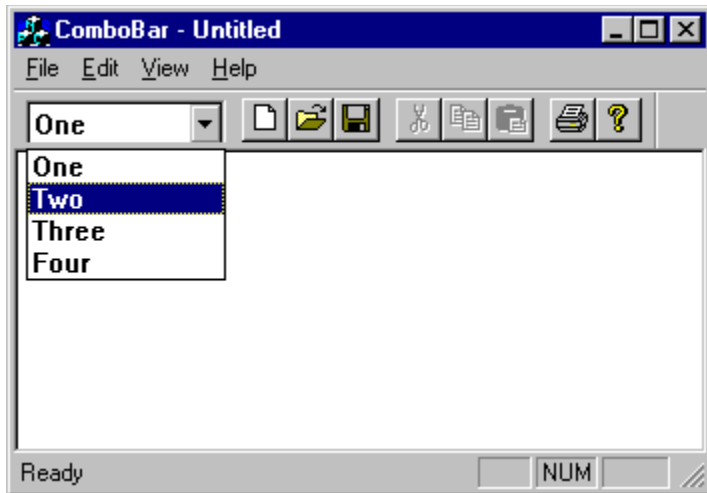 ComboBar - Untitled
File Edit View Help
One
One
Two
Three
Four
Ready NUM